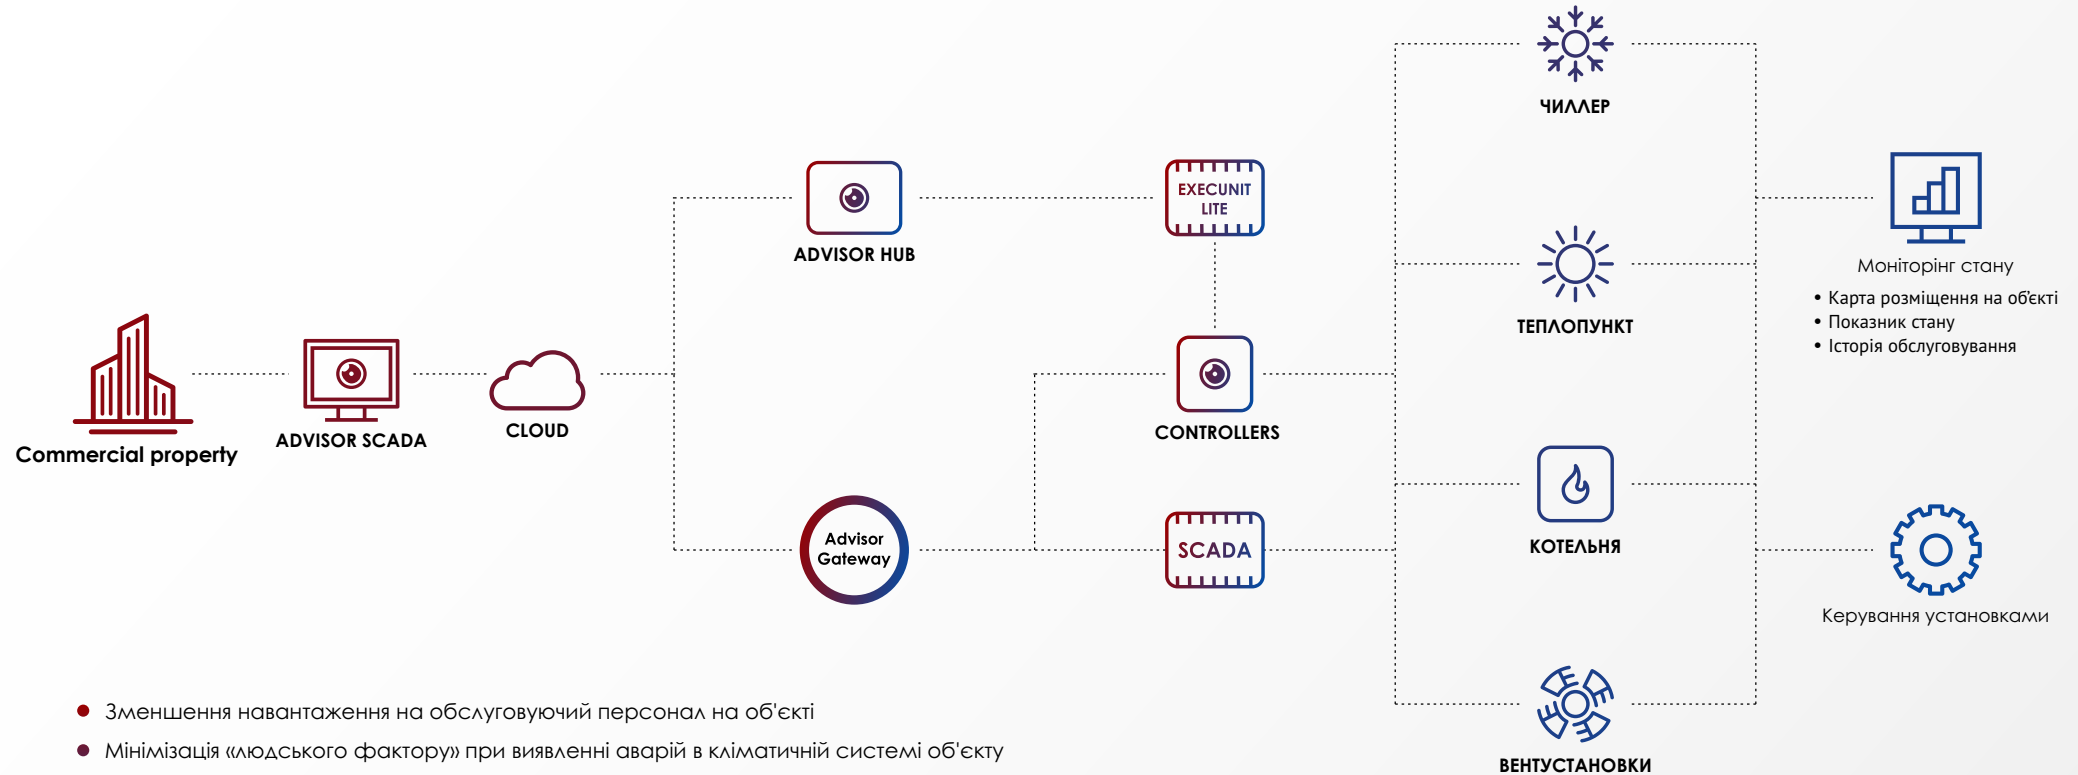 ЧИЛЛЕР
EXECUNIT
LITE
ADVISOR HUB
Моніторінг стану
• Карта розміщення на об'єкті
• Показник стану
• Історія обслуговування
ТЕПЛОПУНКТ
Commercial property
ADVISOR SCADA
CLOUD
CONTROLLERS
Advisor
Gateway
SCADA
КОТЕЛЬНЯ
Керування установками
• Зменшення навантаження на обслуговуючий персонал на об'єкті
• Мінімізація «людського фактору» при виявленні аварій в кліматичній системі об'єкту
ВЕНТУСТАНОВКИ